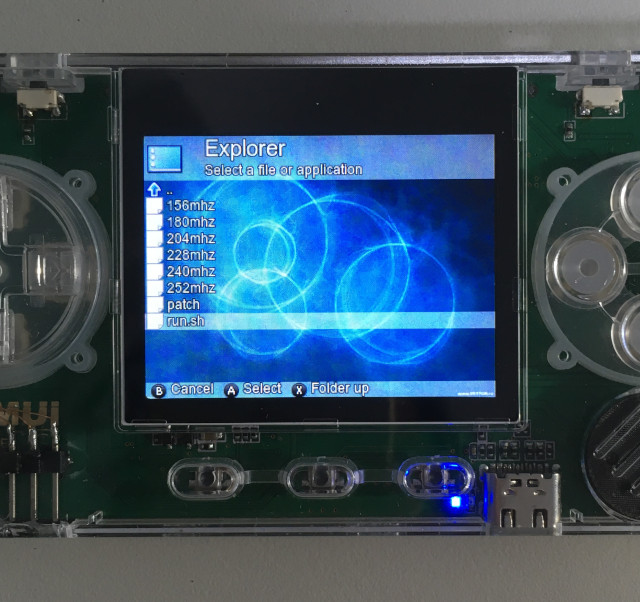 Explorer
Select a file or application
..
156mhz
180mhz
204mhz
228mhz
240mhz
252mhz
patch
run.sh
B Cancel A Select X Folder up